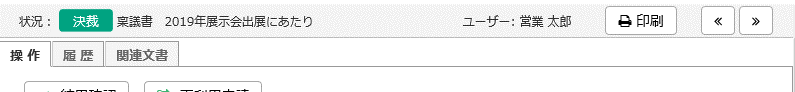 状況： 決裁 稟議書　2019年展示会出展にあたり ユーザー: 営業 太郎 印刷 « »
操 作 履 歴 関連文書